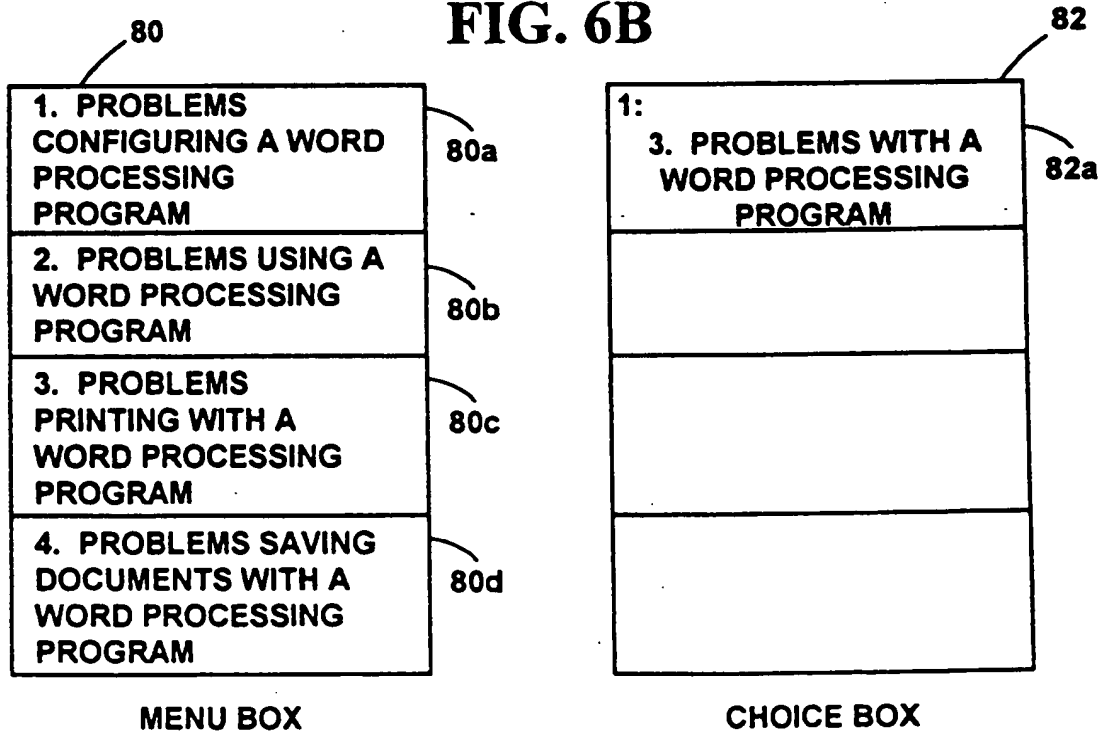 FIG. 6B
80
82
1. PROBLEMS
CONFIGURING A WORD
PROCESSING
PROGRAM
80a
2. PROBLEMS USING A
WORD PROCESSING
PROGRAM
80b
3. PROBLEMS
PRINTING WITH A
WORD PROCESSING
PROGRAM
80c
4. PROBLEMS SAVING
DOCUMENTS WITH A
WORD PROCESSING
PROGRAM
80d
MENU BOX
1:
3. PROBLEMS WITH A
WORD PROCESSING
PROGRAM
82a
CHOICE BOX